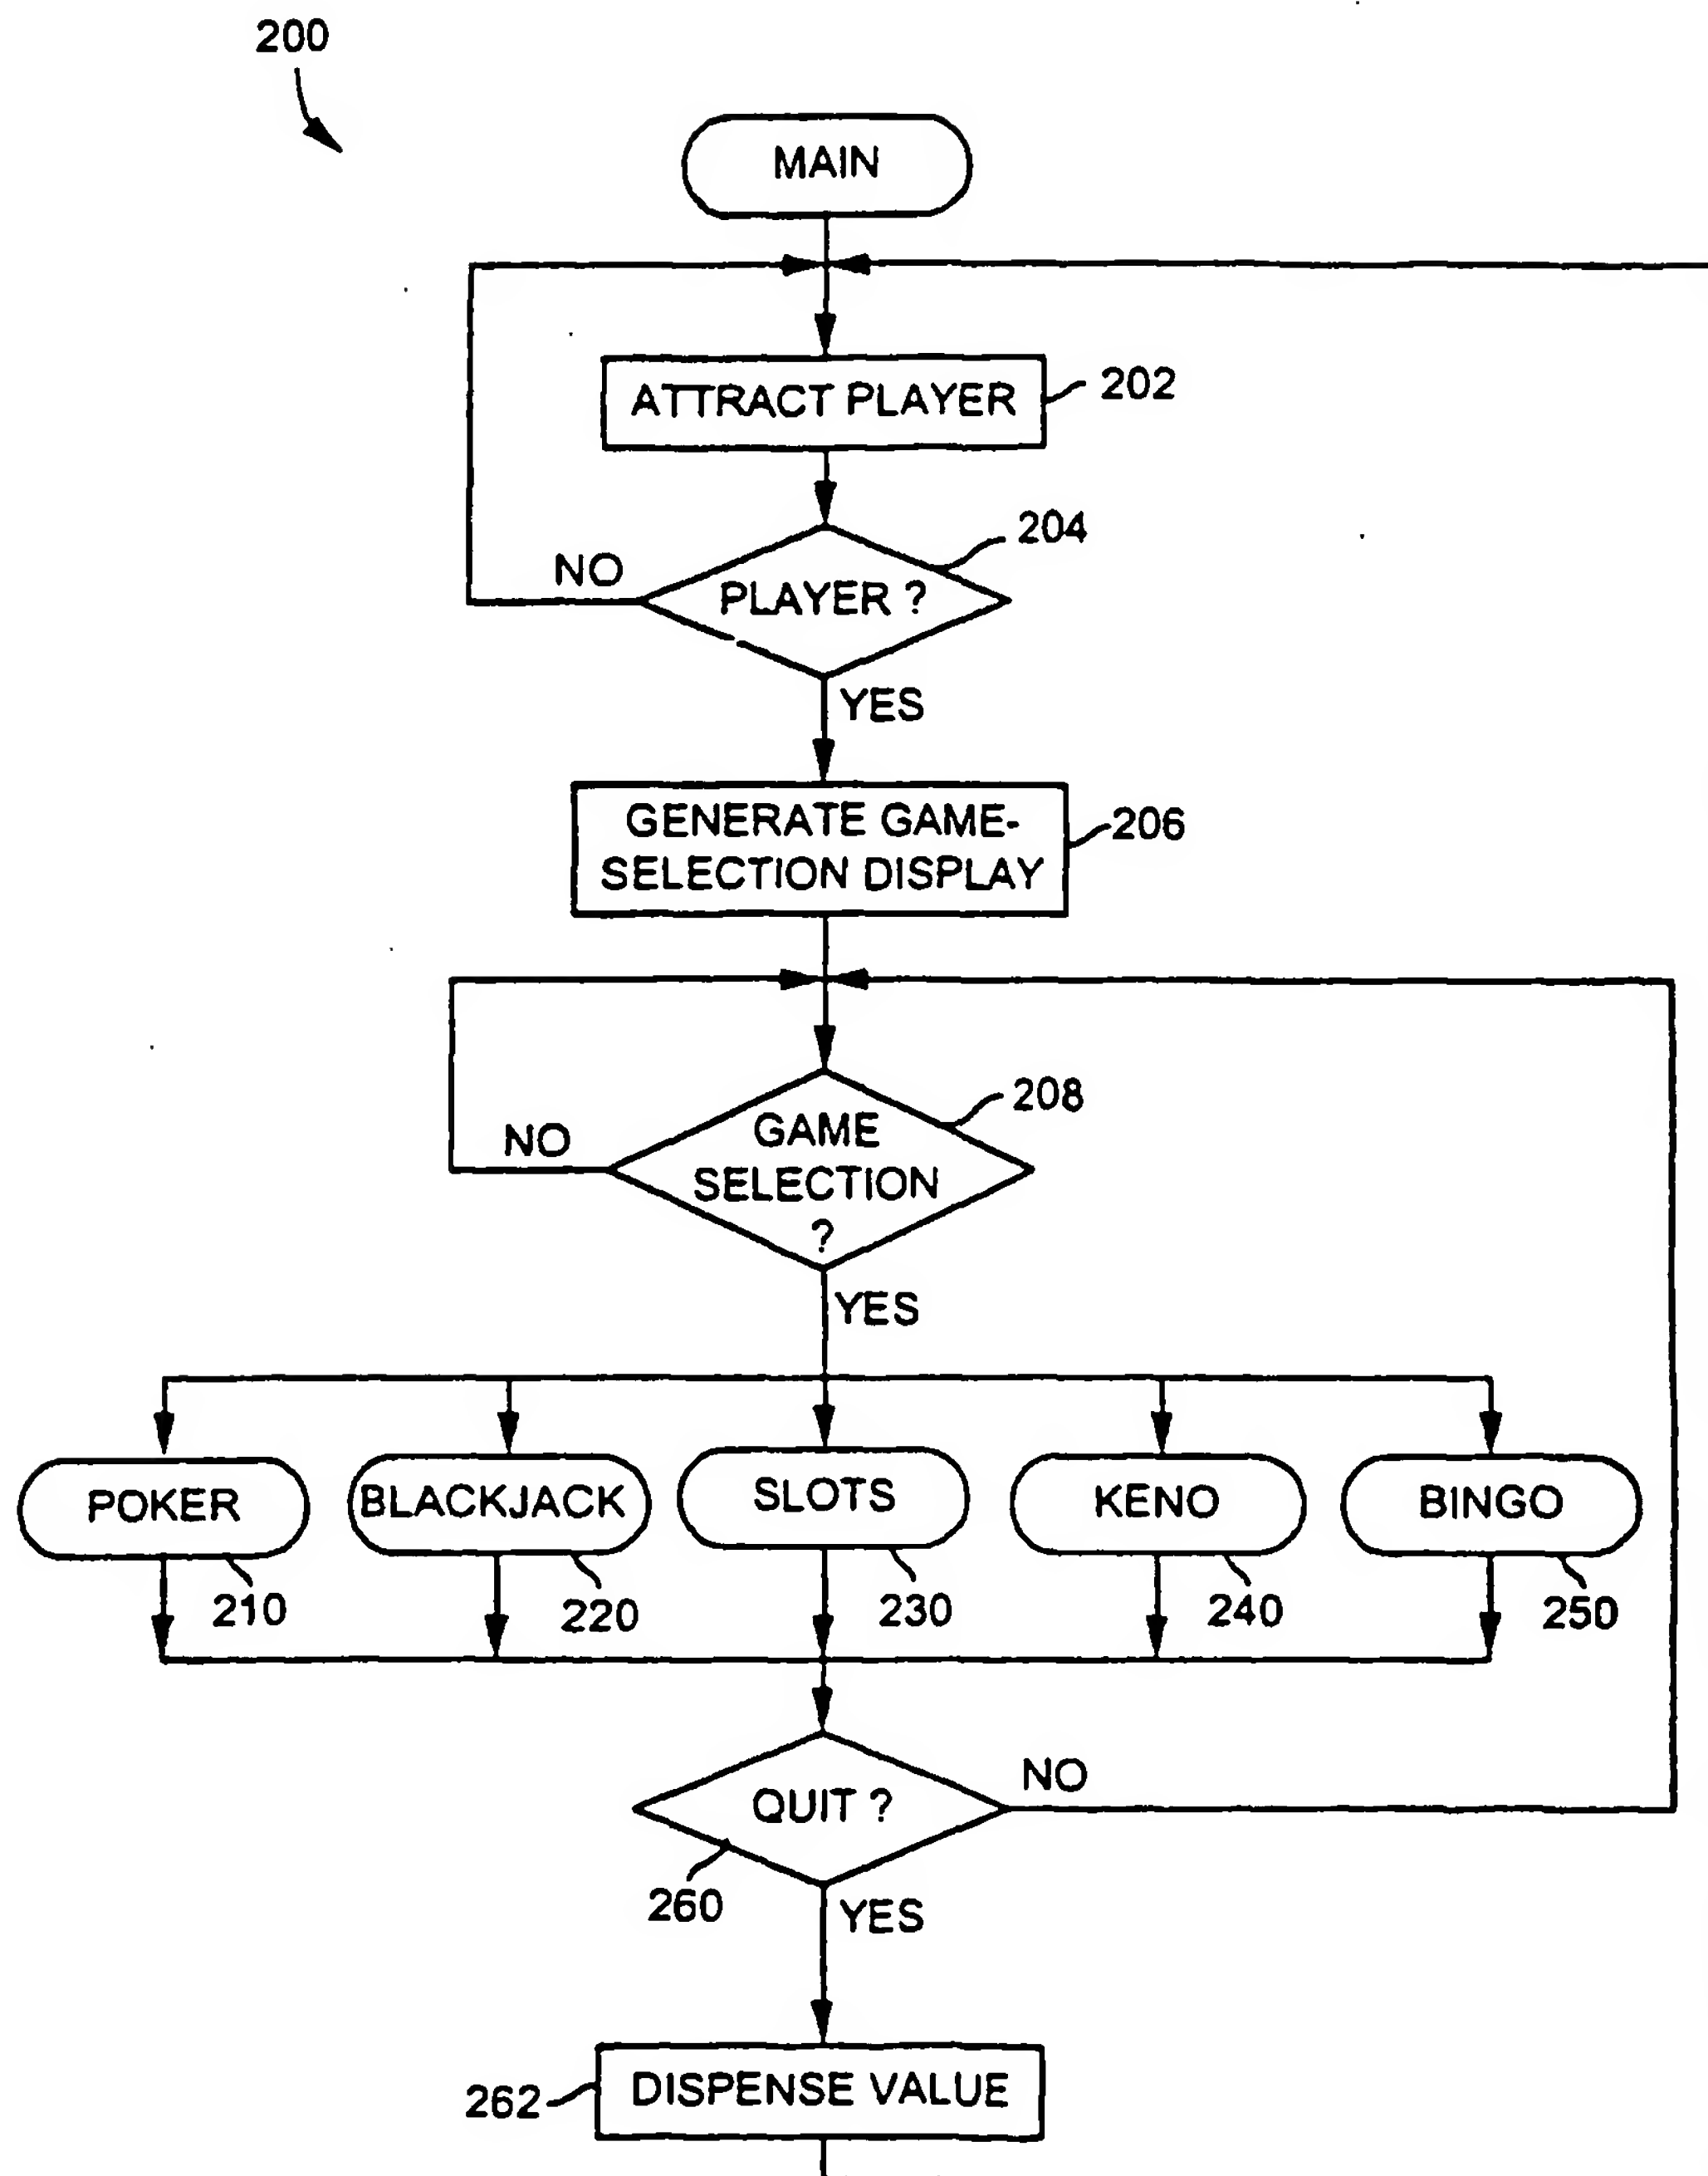 200
MAIN
ATTRACT PLAYER
202
204
NO
PLAYER ?
YES
GENERATE GAME-
SELECTION DISPLAY
206
208
NO
GAME
SELECTION
?
YES
POKER
BLACKJACK
SLOTS
KENO
BINGO
210
220
230
240
250
QUIT ?
NO
260
YES
262
DISPENSE VALUE